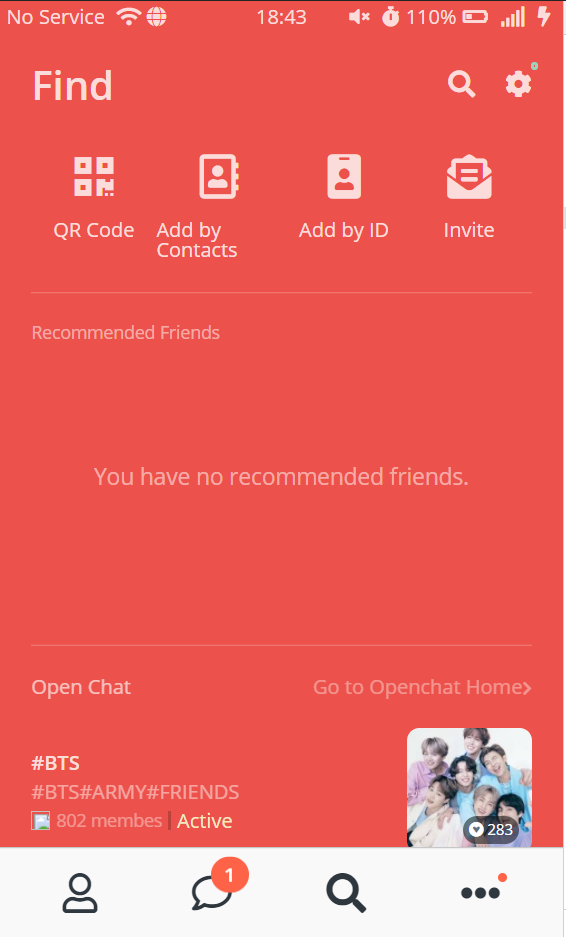 No Service 18:43 110%
Find
QR Code Add by Contacts Add by ID Invite
Recommended Friends
You have no recommended friends.
Open Chat Go to Openchat Home
#BTS
#BTS#ARMY#FRIENDS
802 membes | Active
283
1